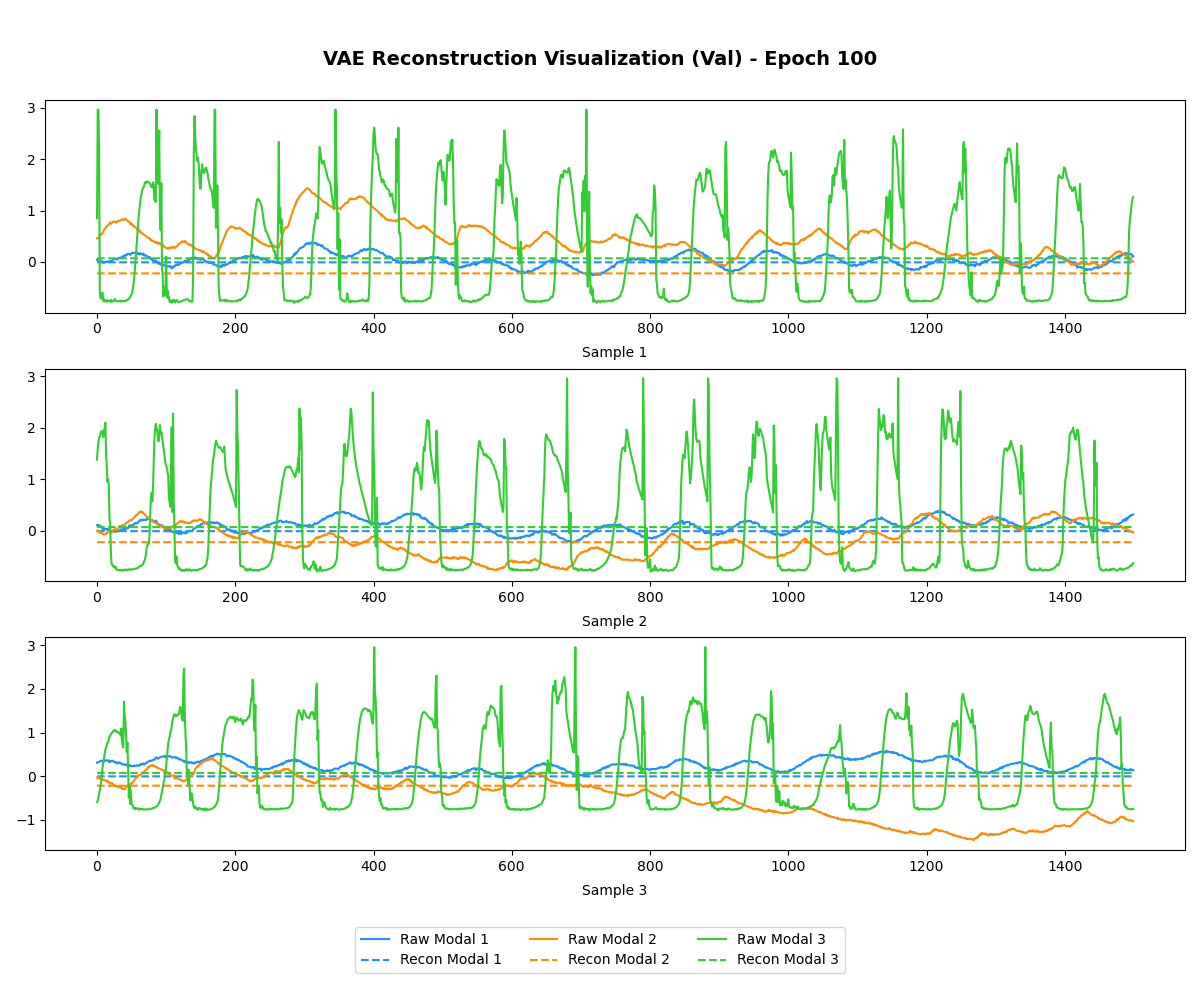 VAE Reconstruction Visualization (Val) - Epoch 100
3
2
1
0
0 200 400 600 800 1000 1200 1400
Sample 1
3
2
1
0
0 200 400 600 800 1000 1200 1400
Sample 2
3
2
1
0
−1
0 200 400 600 800 1000 1200 1400
Sample 3
Raw Modal 1 Raw Modal 2 Raw Modal 3
Recon Modal 1 Recon Modal 2 Recon Modal 3